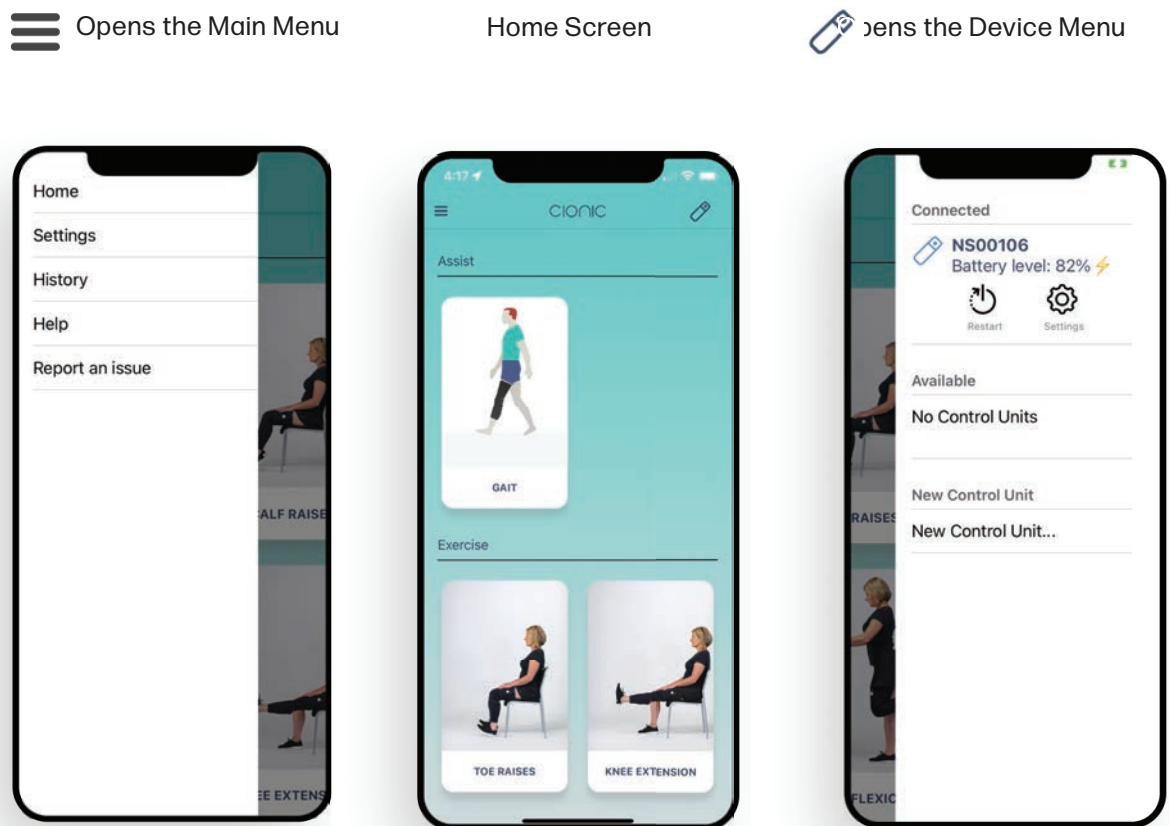 Opens the Main Menu
Home Screen
pens the Device Menu
Home
Settings
History
Help
Report an issue
ALF RAISE
EE EXTENS
4:17
CIONIC
Assist
GAIT
Exercise
TOE RAISES
KNEE EXTENSION
Connected
NS00106
Battery level: 82%
Restart
Settings
Available
No Control Units
New Control Unit
New Control Unit...
RAISES
FLEXIC